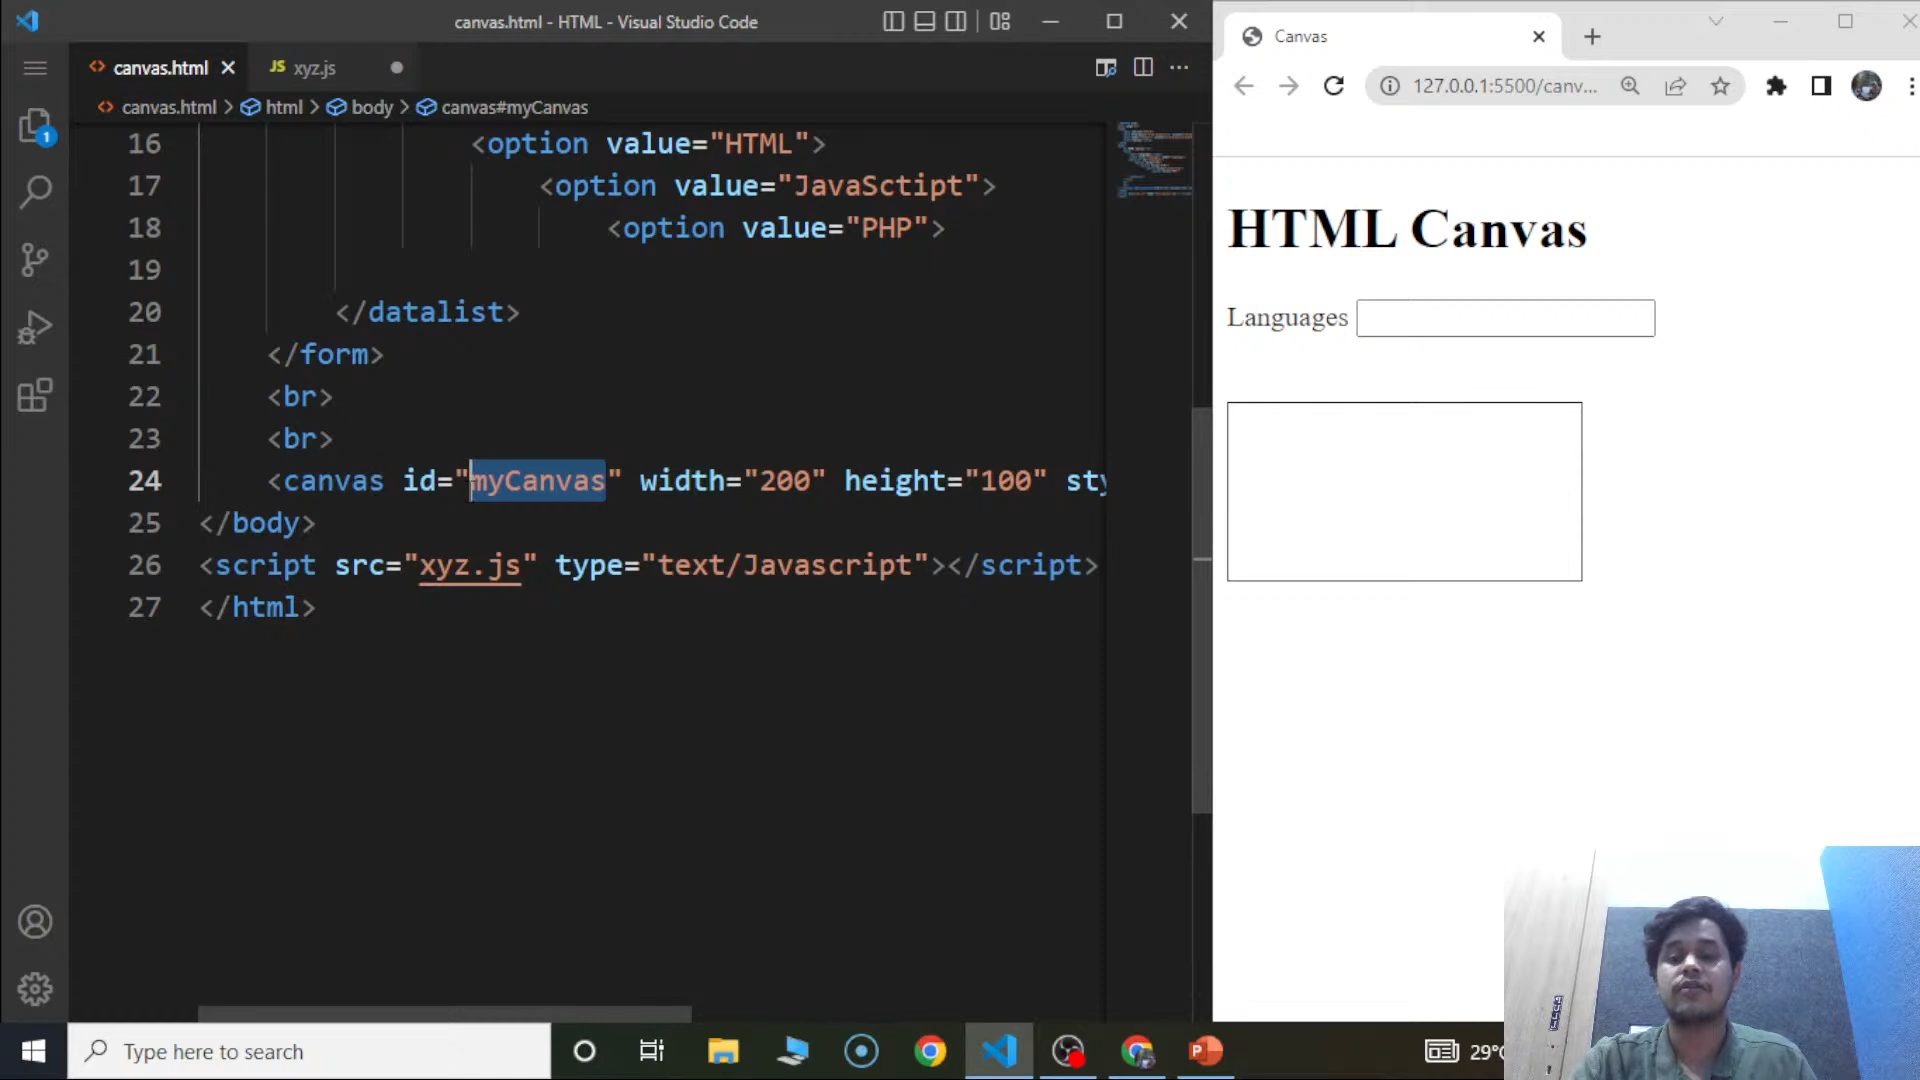 canvas.html - HTML - Visual Studio Code
canvas.html
JS xyz.js
canvas.html > html > body > canvas#myCanvas
1
16 <option value="HTML">
17 <option value="JavaSctipt">
18 <option value="PHP">
19
20 </datalist>
21 </form>
22 <br>
23 <br>
24 <canvas id="myCanvas" width="200" height="100" sty
25 </body>
26 <script src="xyz.js" type="text/Javascript"></script>
27 </html>
Canvas
127.0.0.1:5500/canv...
HTML Canvas
Languages
Type here to search
29°C